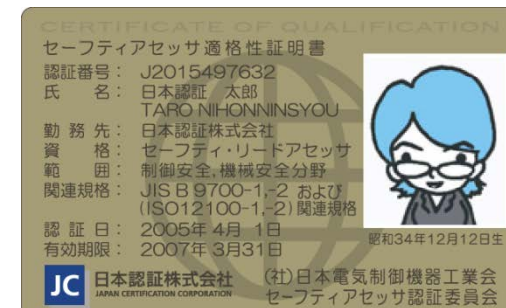 CERTIFICATE OF QUALIFICATION
セーフティアセッサ適格性証明書
認証番号： J2015497632
氏　　名： 日本認証　太郎
TARO NIHONNINSYOU
勤 務 先： 日本認証株式会社
資　　格： セーフティ・リードアセッサ
範　　囲： 制御安全,機械安全分野
関連規格： JIS B 9700-1,-2 および
(ISO12100-1,-2)関連規格
認 証 日： 2005年 4月　1日
有効期限： 2007年 3月31日
昭和34年12月12日生
JC 日本認証株式会社
JAPAN CERTIFICATION CORPORATION
(社)日本電気制御機器工業会
セーフティアセッサ認証委員会